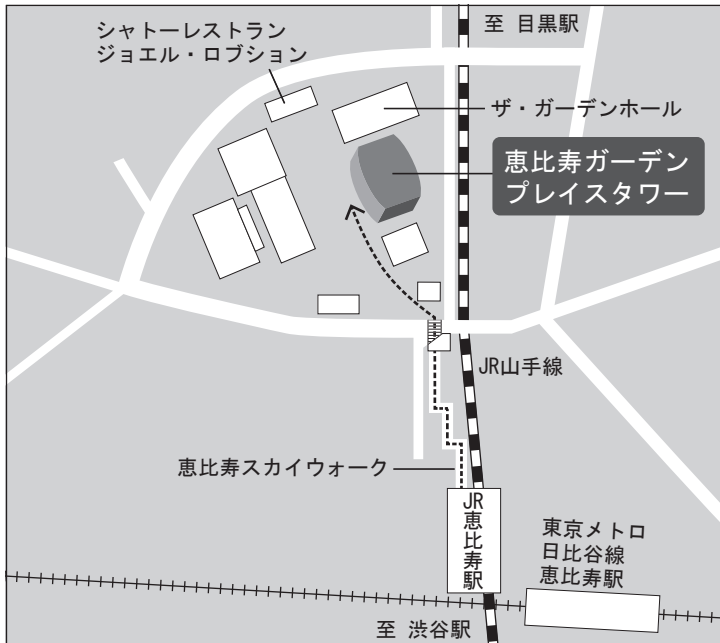 シャトーレストラン
ジョエル・ロブション
至 目黒駅
ザ・ガーデンホール
恵比寿ガーデン
プレイスタワー
JR山手線
恵比寿スカイウォーク
JR恵比寿駅
東京メトロ
日比谷線
恵比寿駅
至 渋谷駅